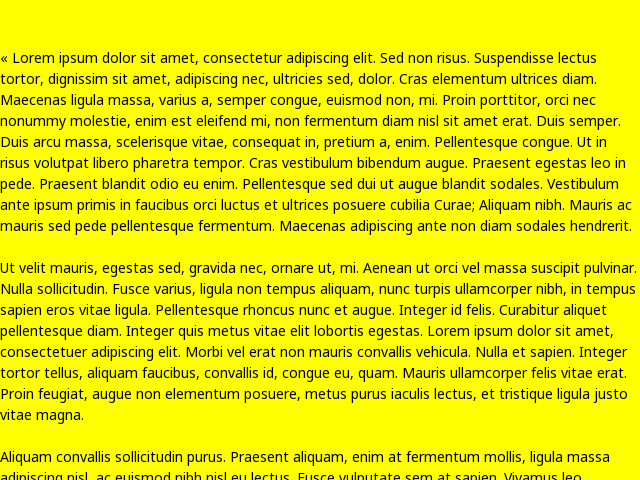 « Lorem ipsum dolor sit amet, consectetur adipiscing elit. Sed non risus. Suspendisse lectus
tortor, dignissim sit amet, adipiscing nec, ultricies sed, dolor. Cras elementum ultrices diam.
Maecenas ligula massa, varius a, semper congue, euismod non, mi. Proin porttitor, orci nec
nonummy molestie, enim est eleifend mi, non fermentum diam nisl sit amet erat. Duis semper.
Duis arcu massa, scelerisque vitae, consequat in, pretium a, enim. Pellentesque congue. Ut in
risus volutpat libero pharetra tempor. Cras vestibulum bibendum augue. Praesent egestas leo in
pede. Praesent blandit odio eu enim. Pellentesque sed dui ut augue blandit sodales. Vestibulum
ante ipsum primis in faucibus orci luctus et ultrices posuere cubilia Curae; Aliquam nibh. Mauris ac
mauris sed pede pellentesque fermentum. Maecenas adipiscing ante non diam sodales hendrerit.
Ut velit mauris, egestas sed, gravida nec, ornare ut, mi. Aenean ut orci vel massa suscipit pulvinar.
Nulla sollicitudin. Fusce varius, ligula non tempus aliquam, nunc turpis ullamcorper nibh, in tempus
sapien eros vitae ligula. Pellentesque rhoncus nunc et augue. Integer id felis. Curabitur aliquet
pellentesque diam. Integer quis metus vitae elit lobortis egestas. Lorem ipsum dolor sit amet,
consectetuer adipiscing elit. Morbi vel erat non mauris convallis vehicula. Nulla et sapien. Integer
tortor tellus, aliquam faucibus, convallis id, congue eu, quam. Mauris ullamcorper felis vitae erat.
Proin feugiat, augue non elementum posuere, metus purus iaculis lectus, et tristique ligula justo
vitae magna.
Aliquam convallis sollicitudin purus. Praesent aliquam, enim at fermentum mollis, ligula massa
adipiscing nisl, ac euismod nibh nisl eu lectus. Fusce vulputate sem at sapien. Vivamus leo.